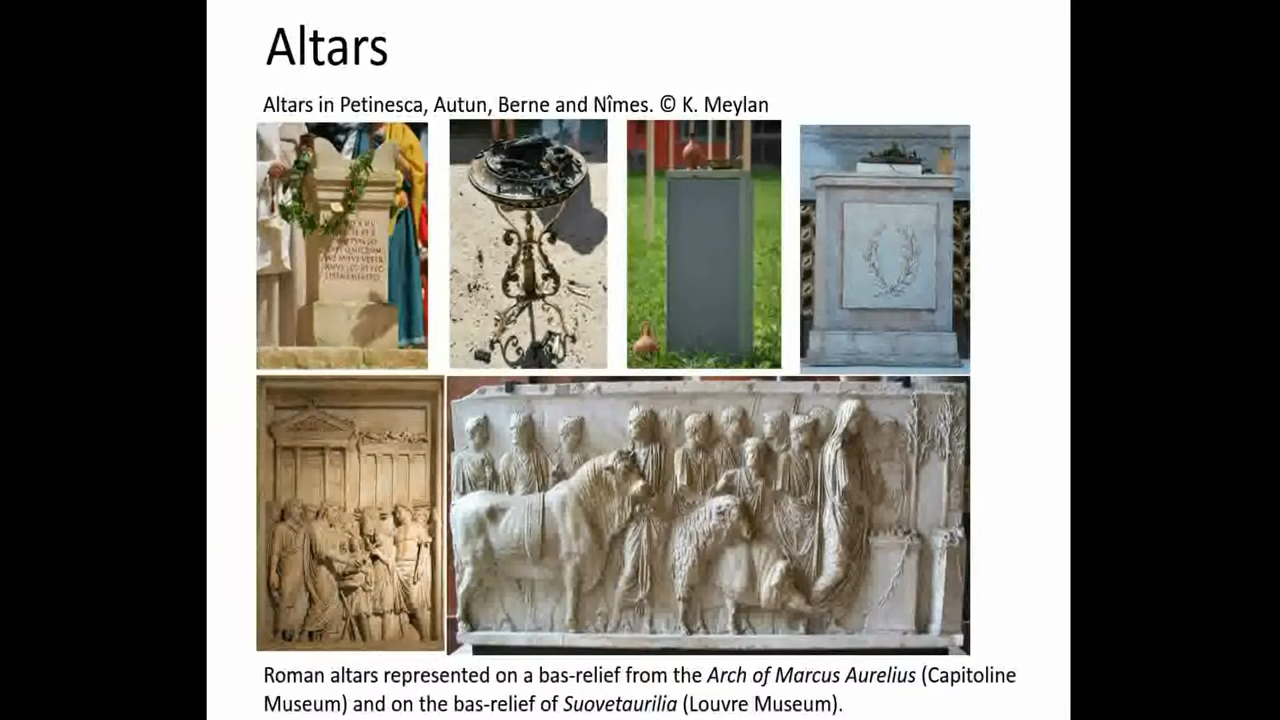 Altars
Altars in Petinesca, Autun, Berne and Nîmes. © K. Meylan
Roman altars represented on a bas-relief from the Arch of Marcus Aurelius (Capitoline
Museum) and on the bas-relief of Suovetaurilia (Louvre Museum).